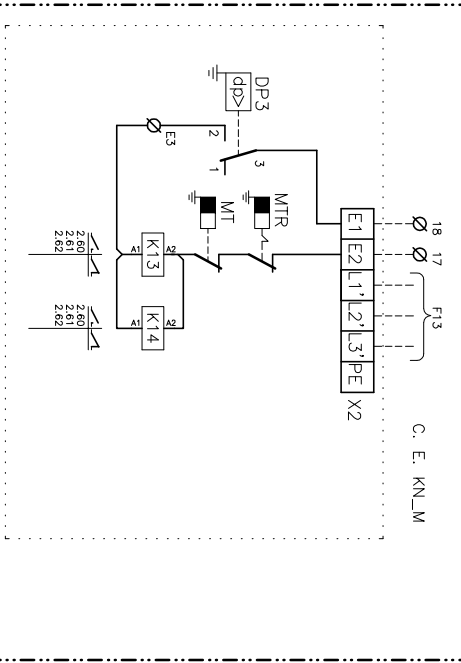 18
17
F13
C. E. KN_M
E1
E2
L1'
L2'
L3'
PE
X2
DP3
dp>
2
3
1
E3
MTR
MT
A1
K13
A2
A1
K14
A2
2.60
2.61
2.62
2.60
2.61
2.62